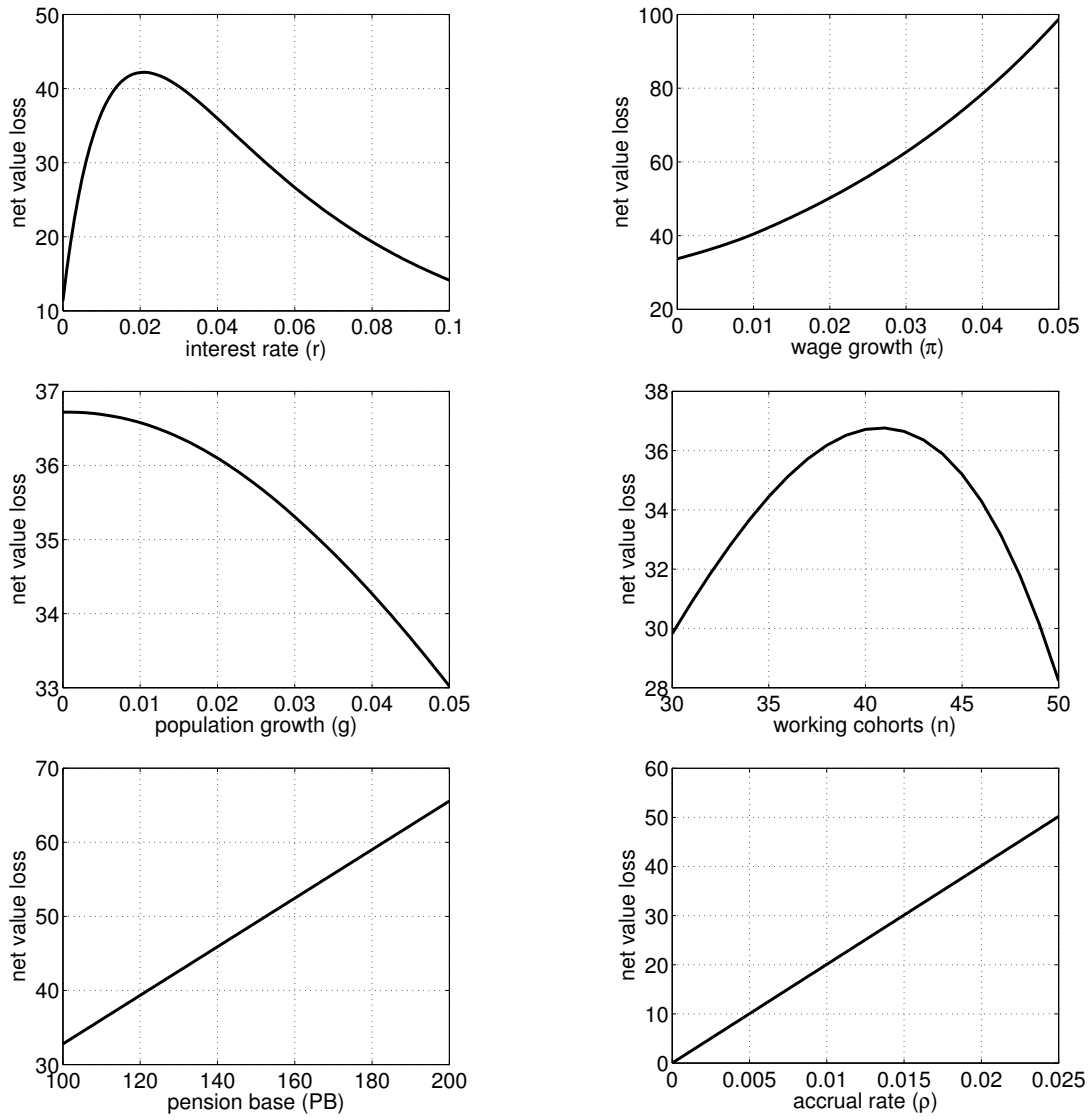 50
40
30
20
10
0 0.02 0.04 0.06 0.08 0.1
interest rate (r)
net value loss
100
80
60
40
20
0 0.01 0.02 0.03 0.04 0.05
wage growth (π)
net value loss
37
36
35
34
33
0 0.01 0.02 0.03 0.04 0.05
population growth (g)
net value loss
38
36
34
32
30
28
30 35 40 45 50
working cohorts (n)
net value loss
70
60
50
40
30
100 120 140 160 180 200
pension base (PB)
net value loss
60
50
40
30
20
10
0
0 0.005 0.01 0.015 0.02 0.025
accrual rate (ρ)
net value loss